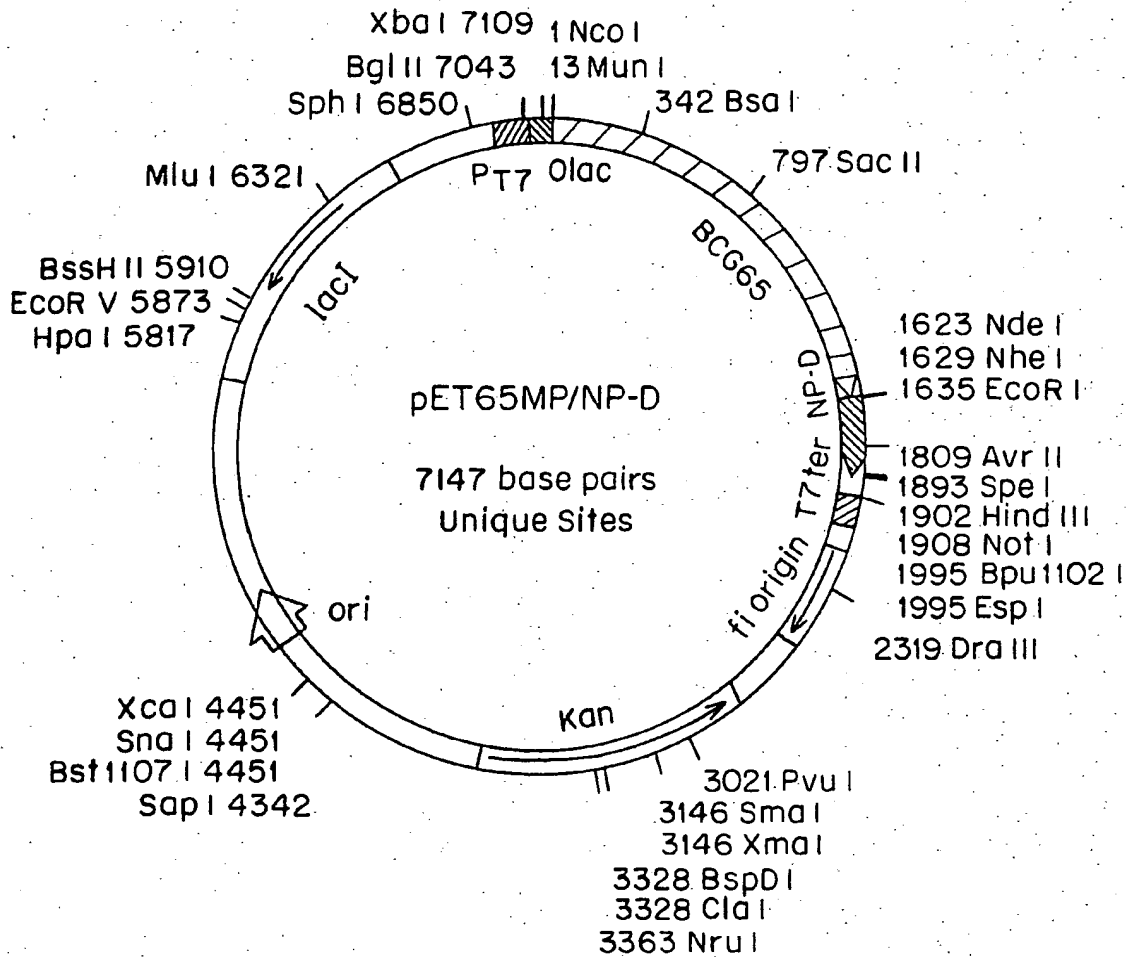 Xba I 7109
1 Nco I
Bgl II 7043
13 Mun I
Sph I 6850
342 Bsa I
797 Sac II
Mlu I 6321
PT7
Olac
BCG65
BssH II 5910
EcoR V 5873
Hpa I 5817
lacI
1623 Nde I
1629 Nhe I
1635 EcoR I
NP-D
pET65MP/NP-D
7147 base pairs
Unique Sites
1809 Avr II
1893 Spe I
1902 Hind III
1908 Not I
1995 Bpu1102 I
1995 Esp I
2319 Dra III
T7 ter
fi origin
ori
Xca I 4451
Sna I 4451
Bst1107 I 4451
Sap I 4342
Kan
3021 Pvu I
3146 Sma I
3146 Xma I
3328 BspD I
3328 Cla I
3363 Nru I